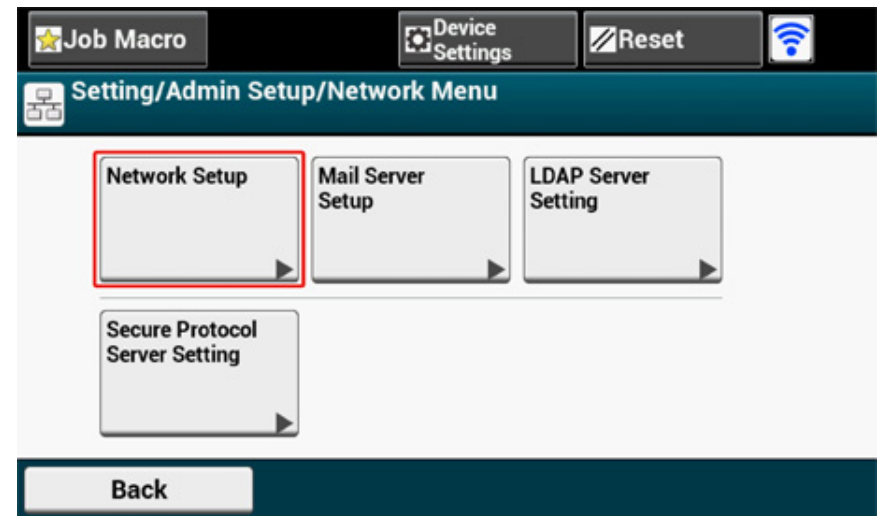 Job Macro
Device
Settings
Reset
Setting/Admin Setup/Network Menu
Network Setup
Mail Server
Setup
LDAP Server
Setting
Secure Protocol
Server Setting
Back